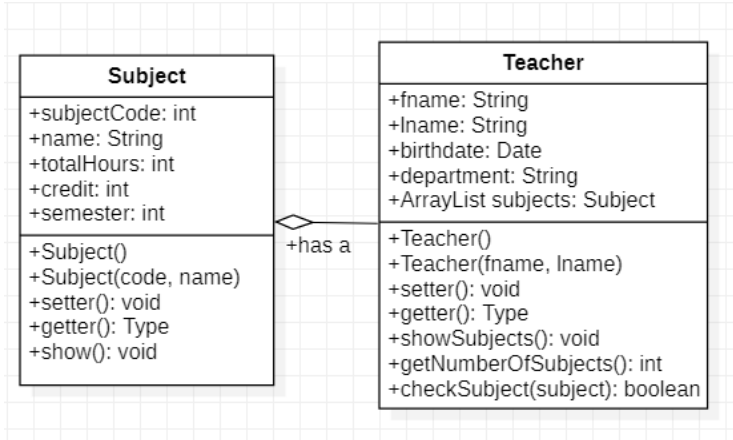 Subject
+subjectCode: int
+name: String
+totalHours: int
+credit: int
+semester: int
+Subject()
+Subject(code, name)
+setter(): void
+getter(): Type
+show(): void
+has a
Teacher
+fname: String
+lname: String
+birthdate: Date
+department: String
+ArrayList subjects: Subject
+Teacher()
+Teacher(fname, lname)
+setter(): void
+getter(): Type
+showSubjects(): void
+getNumberOfSubjects(): int
+checkSubject(subject): boolean